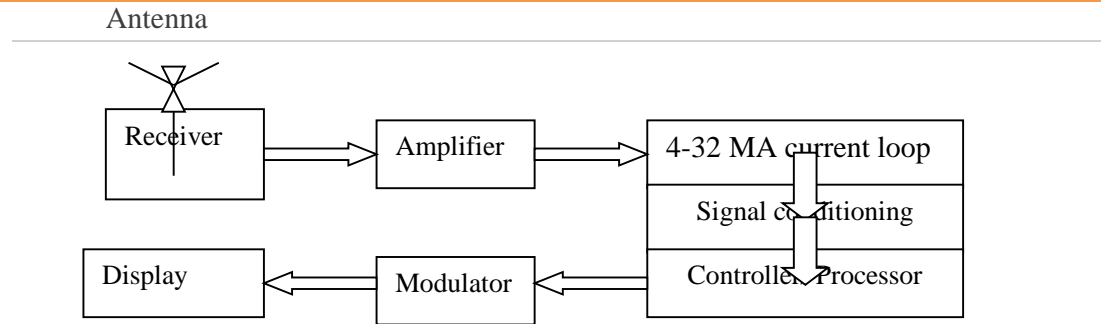 Antenna
Receiver
Amplifier
4-32 MA current loop
Signal conditioning
Controller Processor
Modulator
Display